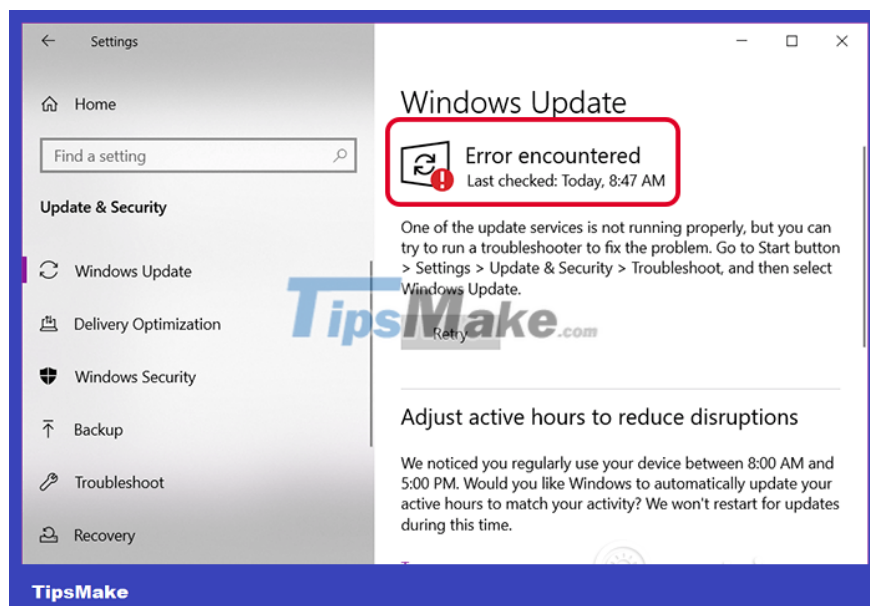 Settings
Home
Find a setting
Update & Security
Windows Update
Delivery Optimization
Windows Security
Backup
Troubleshoot
Recovery
Windows Update
Error encountered
Last checked: Today, 8:47 AM
One of the update services is not running properly, but you can
try to run a troubleshooter to fix the problem. Go to Start button
> Settings > Update & Security > Troubleshoot, and then select
Windows Update.
Retry
TipsMake.com
Adjust active hours to reduce disruptions
We noticed you regularly use your device between 8:00 AM and
5:00 PM. Would you like Windows to automatically update your
active hours to match your activity? We won't restart for updates
during this time.
TipsMake